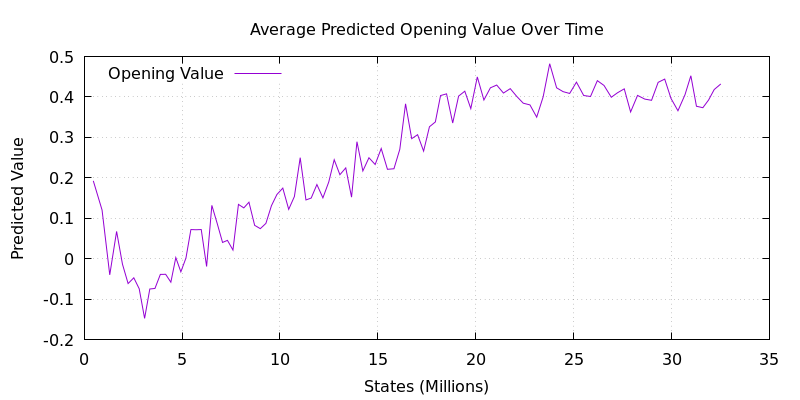 Average Predicted Opening Value Over Time
Opening Value
Predicted Value
0.5
0.4
0.3
0.2
0.1
0
-0.1
-0.2
0 5 10 15 20 25 30 35
States (Millions)